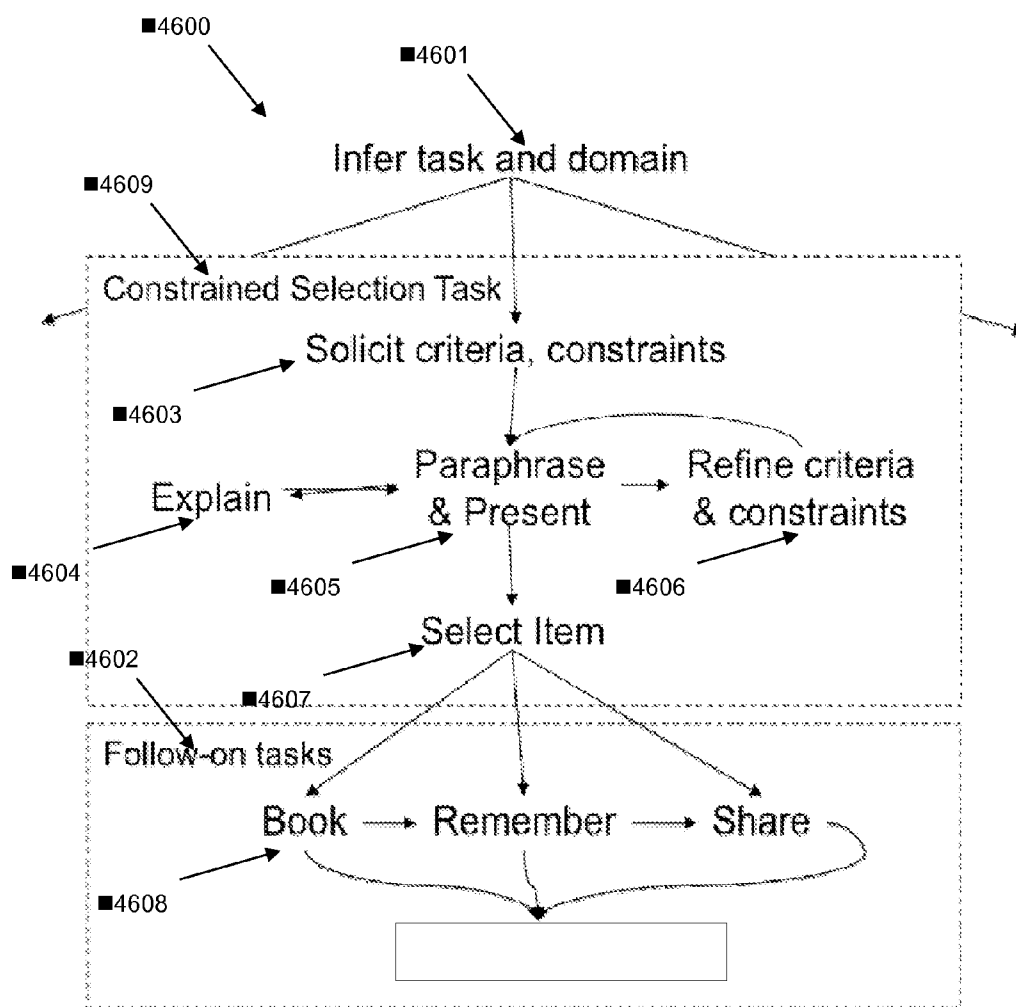 ■4600
■4601
Infer task and domain
■4609
Constrained Selection Task
Solicit criteria, constraints
■4603
Paraphrase
& Present
Refine criteria
& constraints
Explain
■4604
■4605
■4606
Select Item
■4602
■4607
Follow-on tasks
Book
Remember
Share
■4608